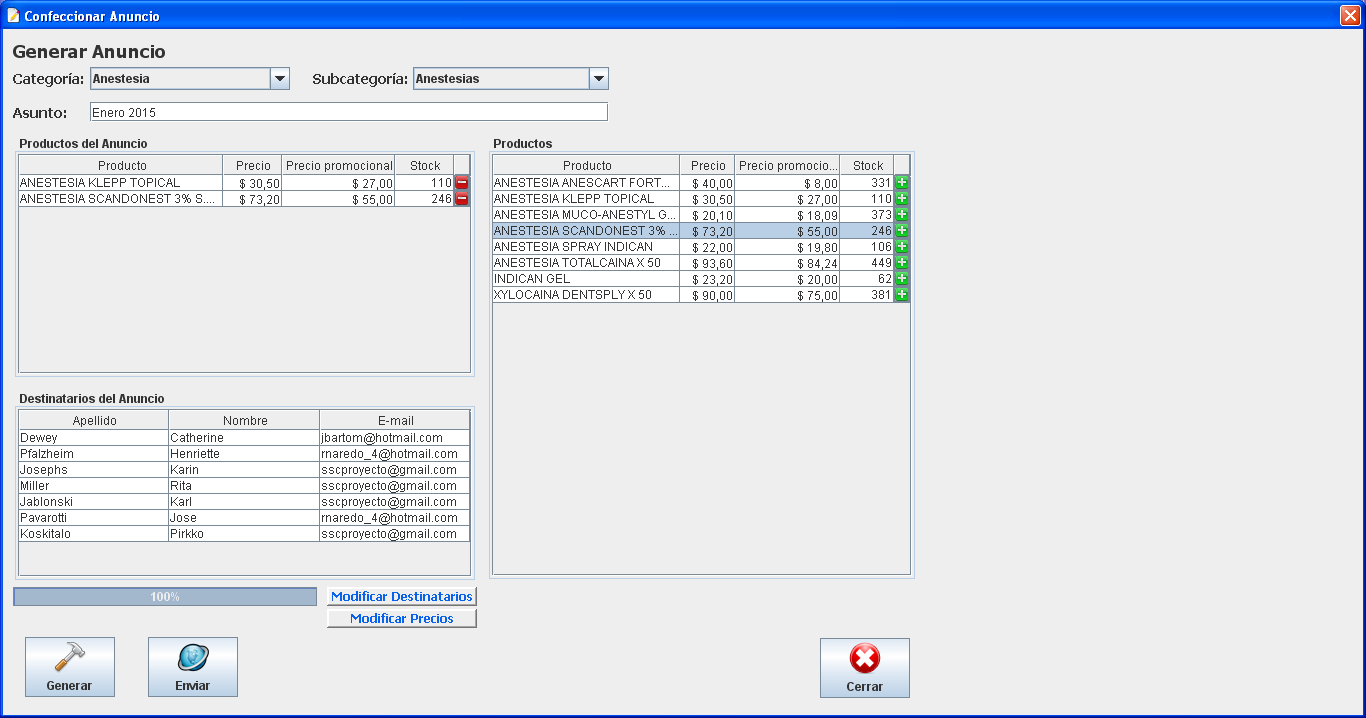 Confeccionar Anuncio
Generar Anuncio
Categoría: Anestesia Subcategoría: Anestesias
Asunto: Enero 2015
Productos del Anuncio
Producto Precio Precio promocional Stock
ANESTESIA KLEPP TOPICAL $ 30,50 $ 27,00 110
ANESTESIA SCANDONEST 3% S.... $ 73,20 $ 55,00 246
Productos
Producto Precio Precio promocio... Stock
ANESTESIA ANESCART FORT... $ 40,00 $ 8,00 331
ANESTESIA KLEPP TOPICAL $ 30,50 $ 27,00 110
ANESTESIA MUCO-ANESTYL G... $ 20,10 $ 18,09 373
ANESTESIA SCANDONEST 3% ... $ 73,20 $ 55,00 246
ANESTESIA SPRAY INDICAN $ 22,00 $ 19,80 106
ANESTESIA TOTALCAINA X 50 $ 93,60 $ 84,24 449
INDICAN GEL $ 23,20 $ 20,00 62
XYLOCAINA DENTSPLY X 50 $ 90,00 $ 75,00 381
Destinatarios del Anuncio
Apellido Nombre E-mail
Dewey Catherine jbartom@hotmail.com
Pfalzheim Henriette rnaredo_4@hotmail.com
Josephs Karin sscproyecto@gmail.com
Miller Rita sscproyecto@gmail.com
Jablonski Karl sscproyecto@gmail.com
Pavarotti Jose rnaredo_4@hotmail.com
Koskitalo Pirkko sscproyecto@gmail.com
100% Modificar Destinatarios
Modificar Precios
Generar Enviar Cerrar